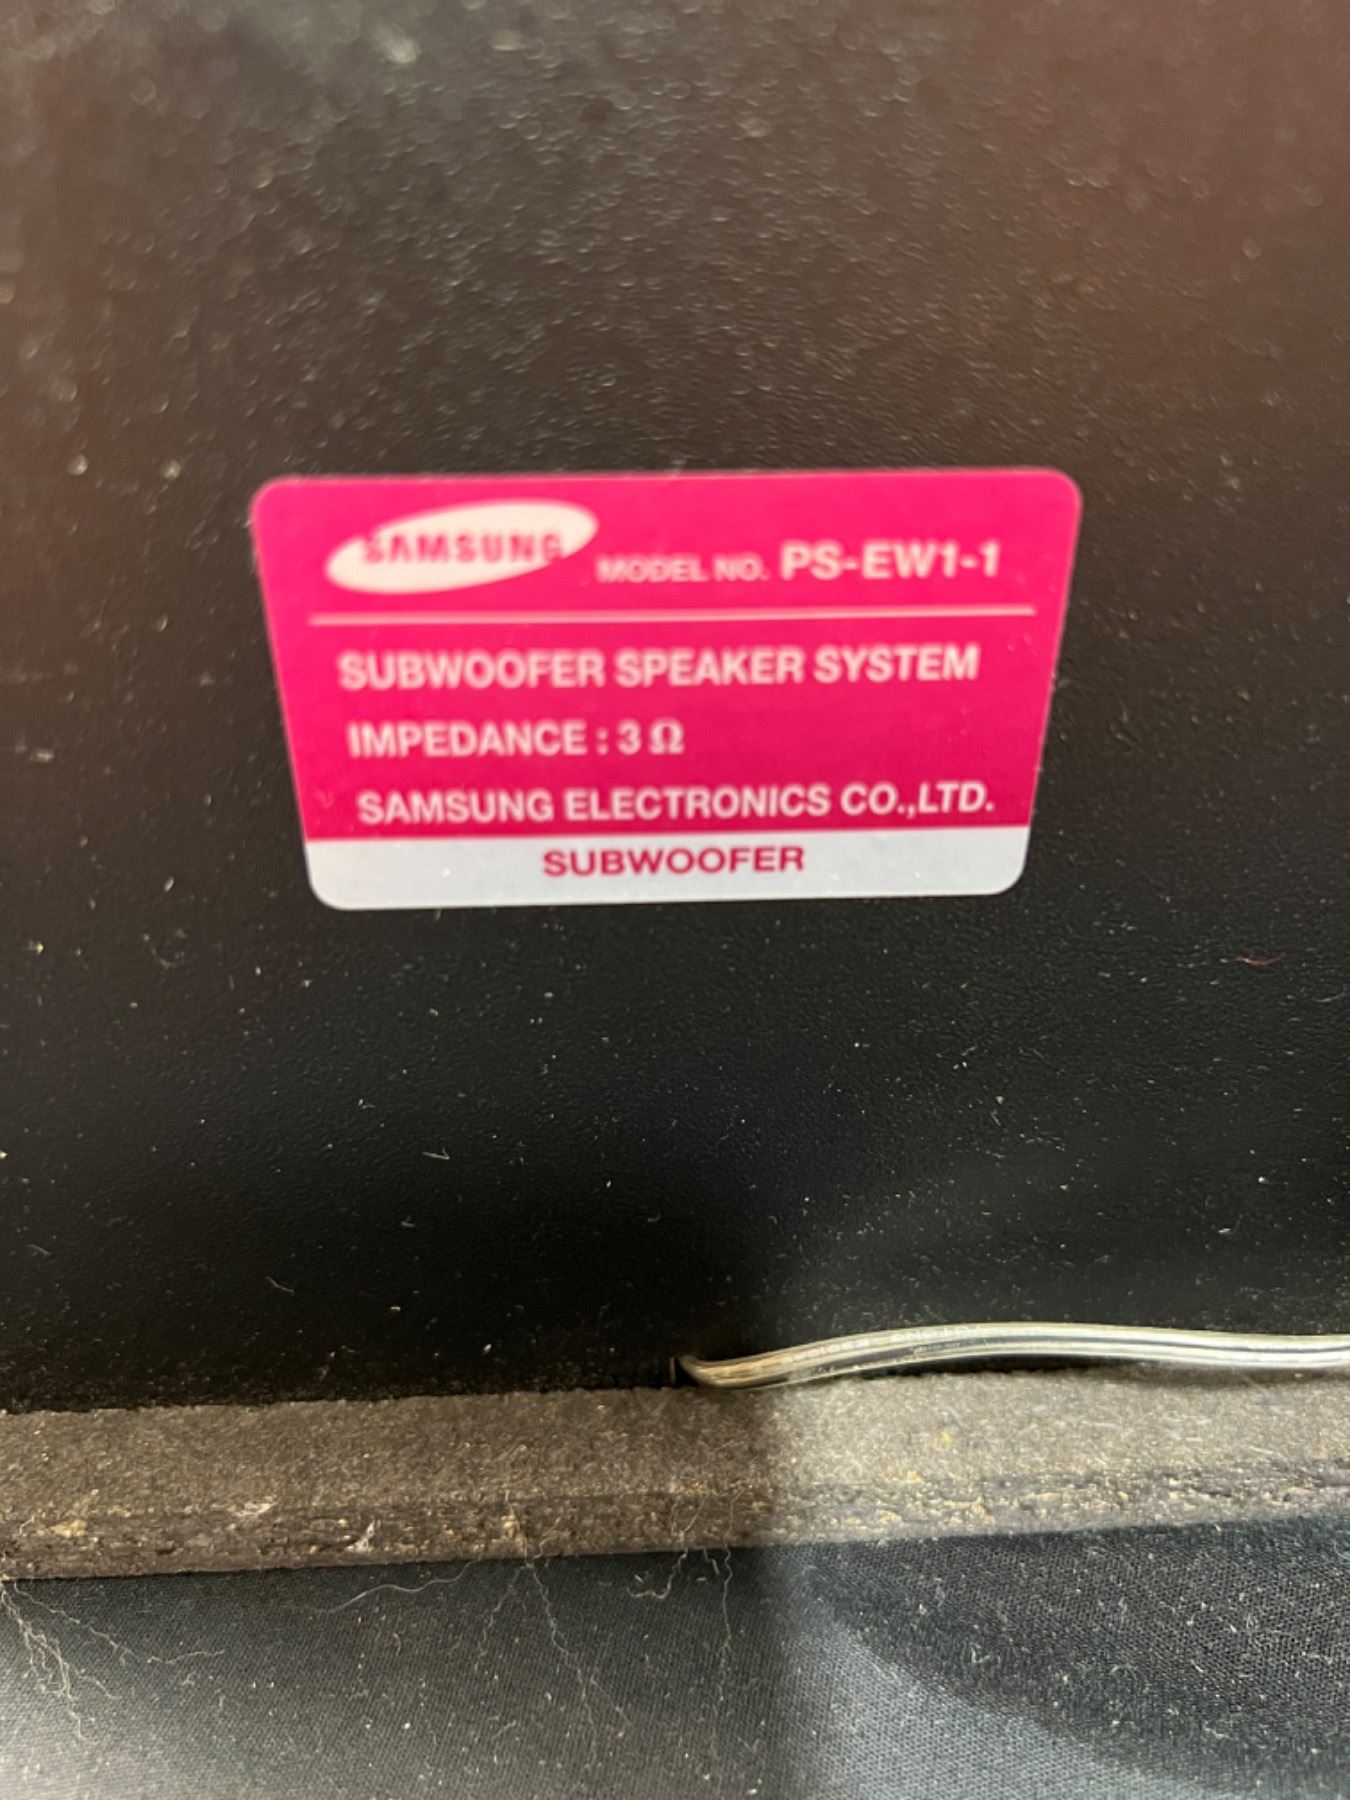 SAMSUNG MODEL NO. PS-EW1-1
SUBWOOFER SPEAKER SYSTEM
IMPEDANCE : 3 Ω
SAMSUNG ELECTRONICS CO.,LTD.
SUBWOOFER